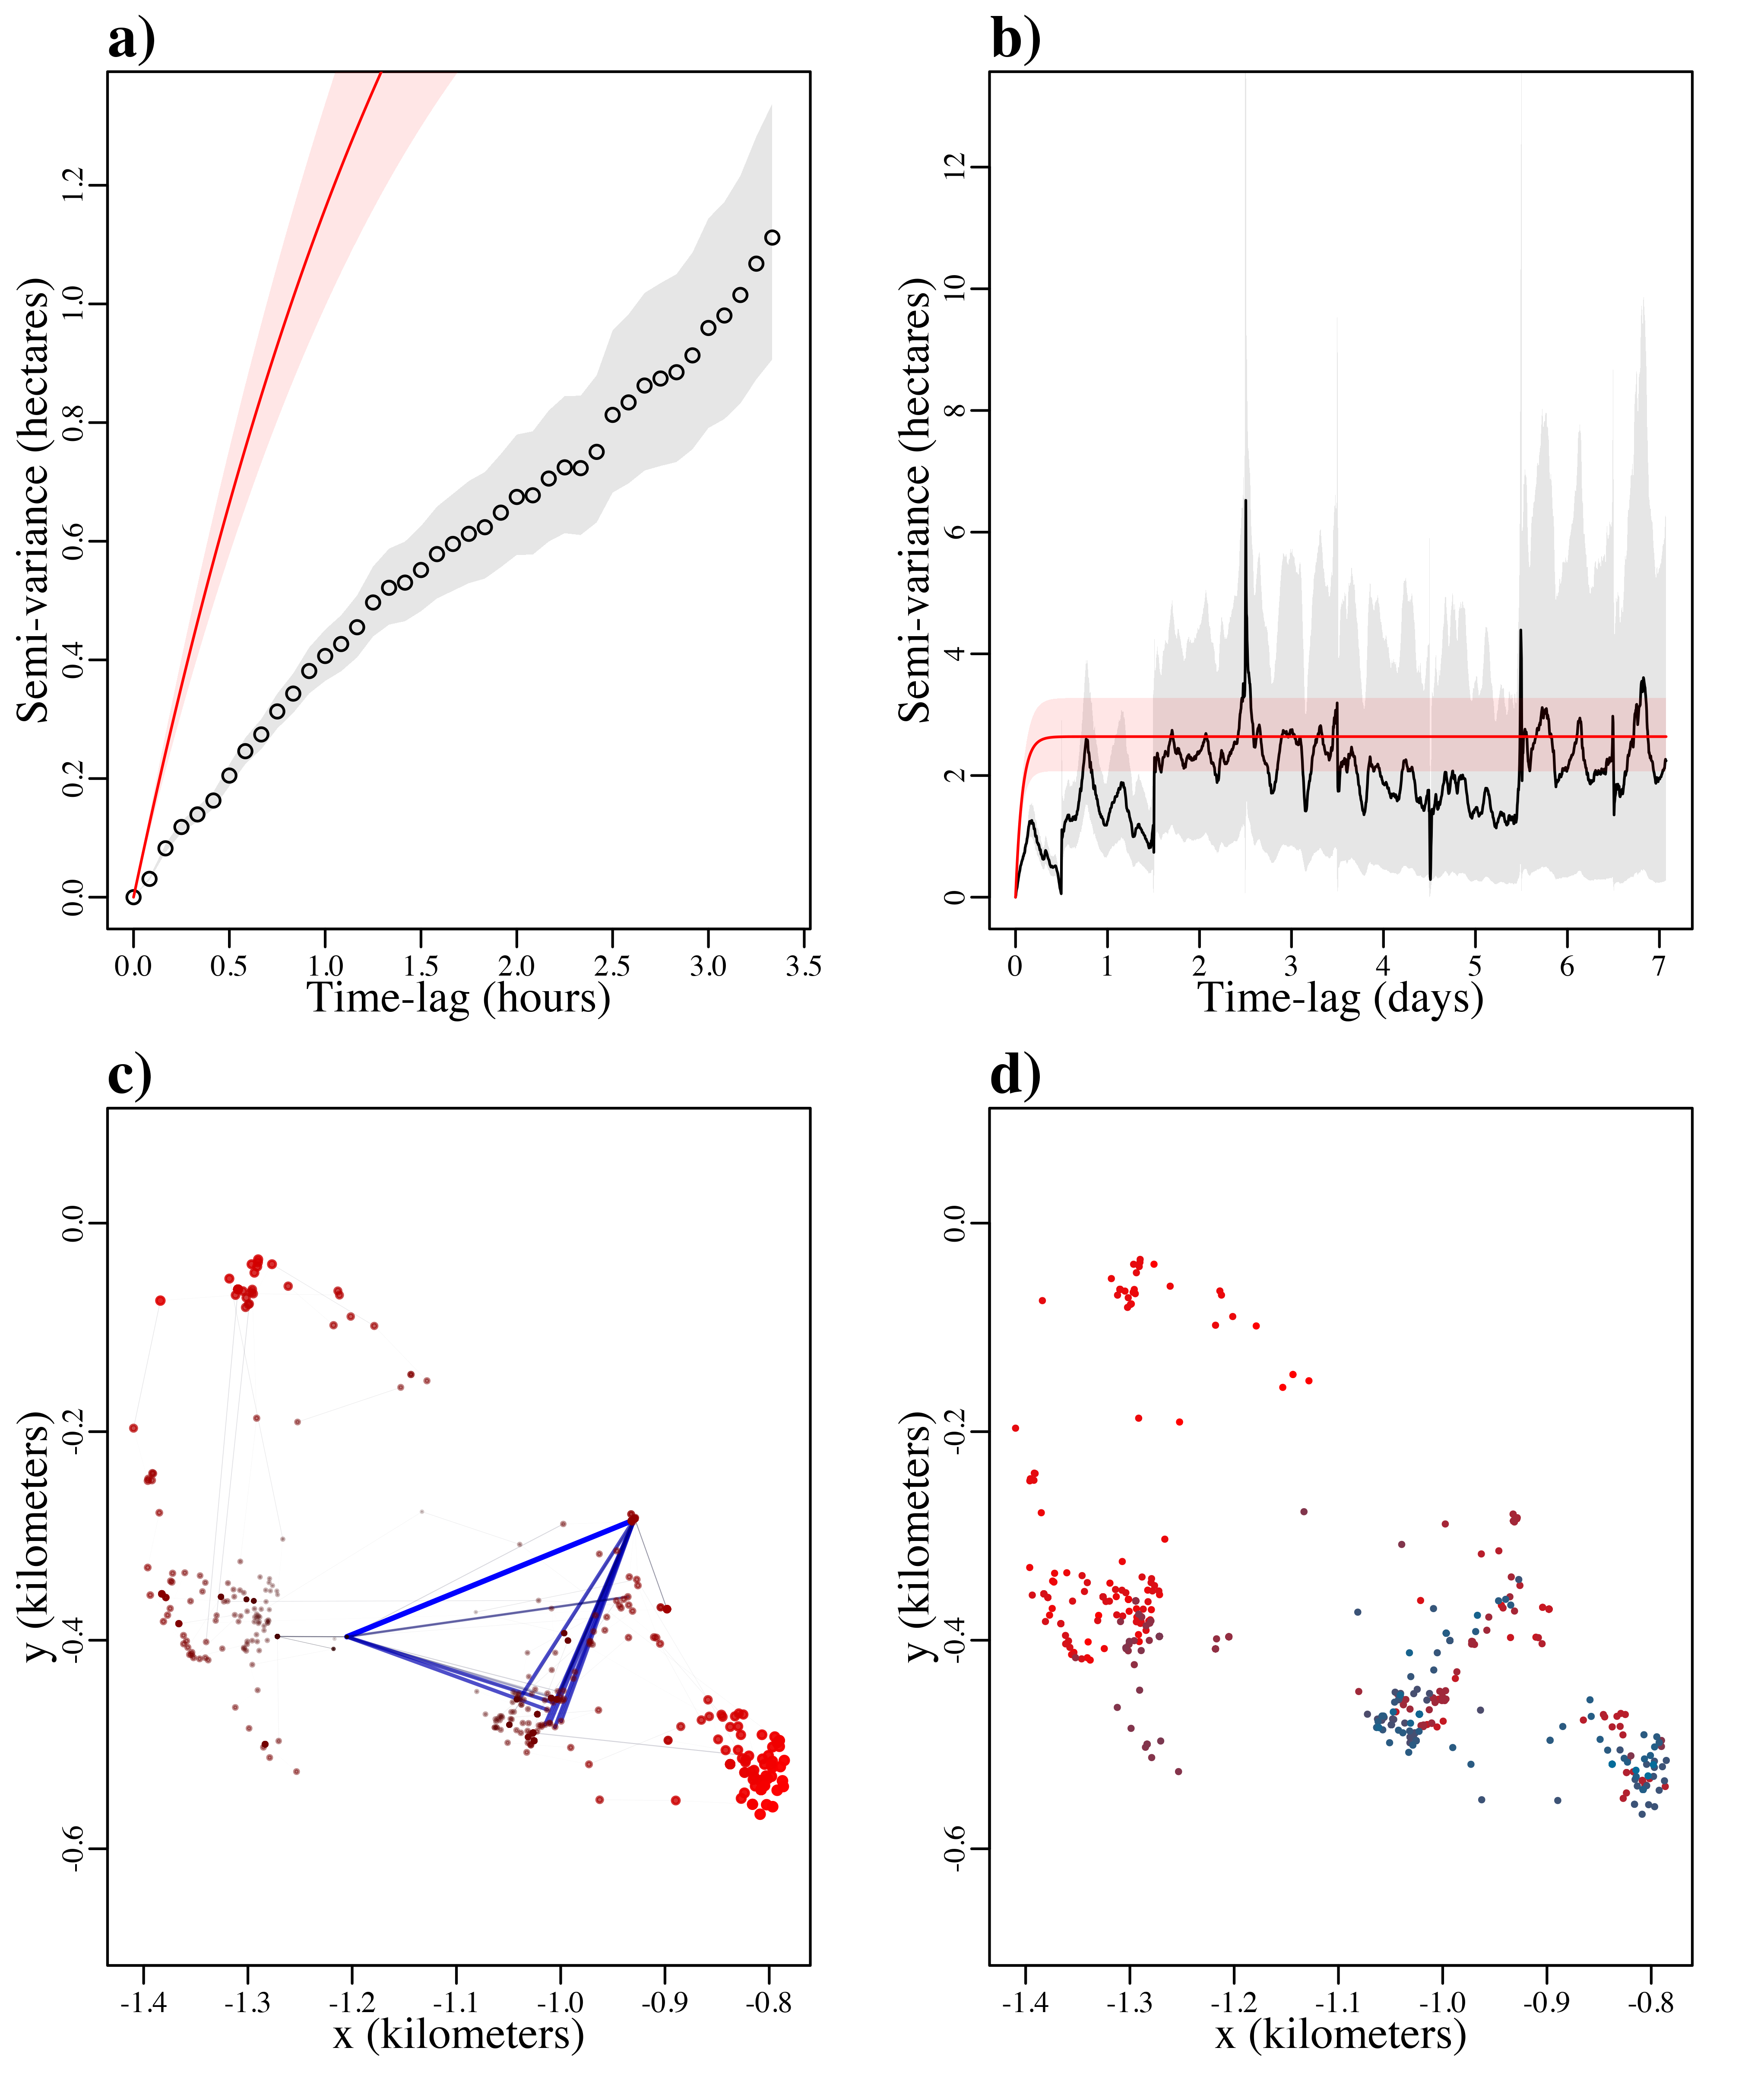 a)
Semi-variance (hectares)
0.0 0.2 0.4 0.6 0.8 1.0 1.2
0.0 0.5 1.0 1.5 2.0 2.5 3.0 3.5
Time-lag (hours)
b)
Semi-variance (hectares)
0 2 4 6 8 10 12
0 1 2 3 4 5 6 7
Time-lag (days)
c)
y (kilometers)
-0.6 -0.4 -0.2 0.0
-1.4 -1.3 -1.2 -1.1 -1.0 -0.9 -0.8
x (kilometers)
d)
y (kilometers)
-0.6 -0.4 -0.2 0.0
-1.4 -1.3 -1.2 -1.1 -1.0 -0.9 -0.8
x (kilometers)